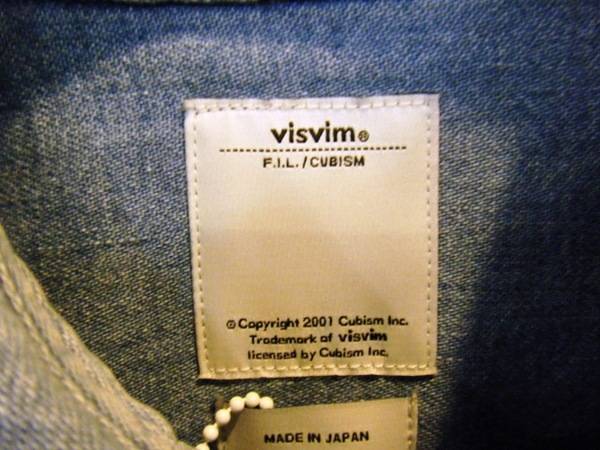 visvim®
F.I.L./CUBISM
© Copyright 2001 Cubism Inc.
Trademark of visvim
licensed by Cubism Inc.
MADE IN JAPAN